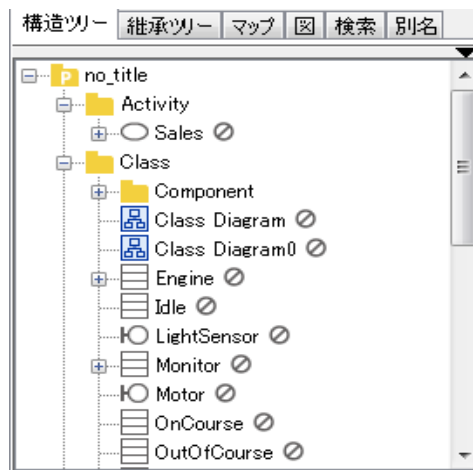 構造ツリー 継承ツリー マップ 図 検索 別名
no_title
Activity
Sales
Class
Component
Class Diagram
Class Diagram0
Engine
Idle
LightSensor
Monitor
Motor
OnCourse
OutOfCourse